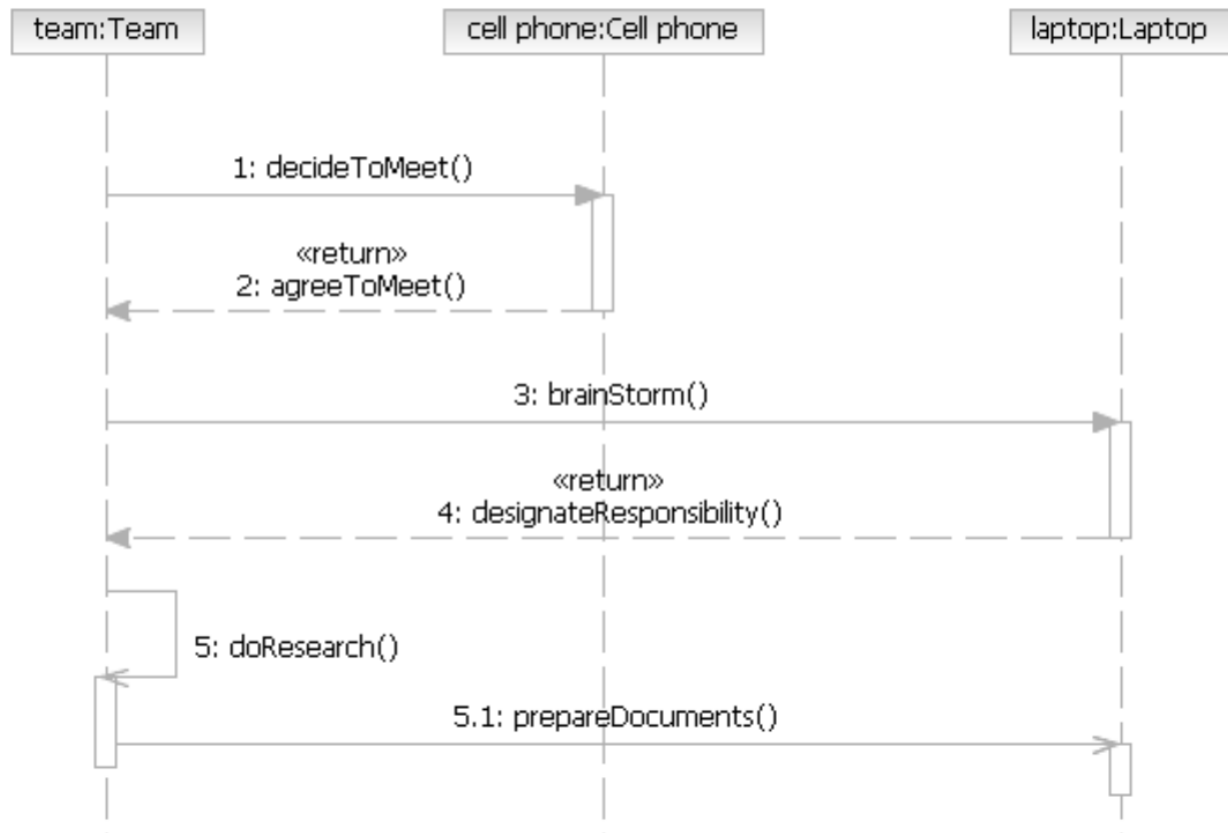 team:Team
cell phone:Cell phone
laptop:Laptop
1: decideToMeet()
«return»
2: agreeToMeet()
3: brainStorm()
«return»
4: designateResponsibility()
5: doResearch()
5.1: prepareDocuments()